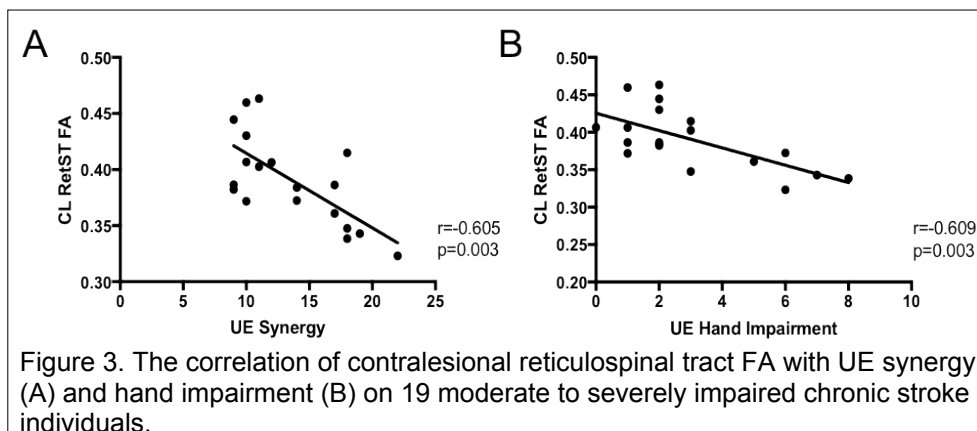 A
B
0.50
0.45
0.40
0.35
0.30
CL RetST FA
0 5 10 15 20 25
UE Synergy
r=-0.605
p=0.003
0.50
0.45
0.40
0.35
0.30
0.25
0.20
CL RetST FA
0 2 4 6 8 10
UE Hand Impairment
r=-0.609
p=0.003
Figure 3. The correlation of contralesional reticulospinal tract FA with UE synergy
(A) and hand impairment (B) on 19 moderate to severely impaired chronic stroke
individuals.